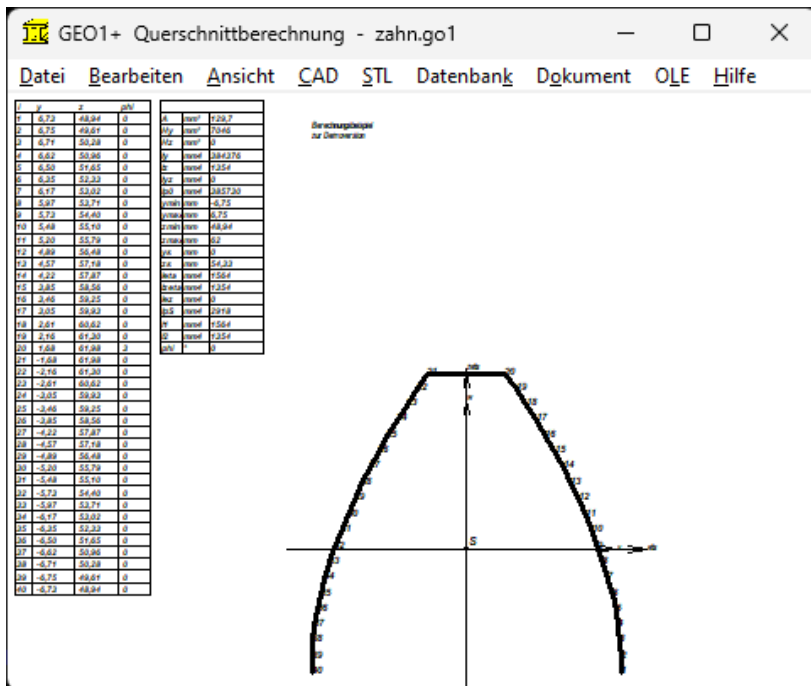 GEO1+ Querschnittberechnung - zahn.go1
Datei Bearbeiten Ansicht CAD STL Datenbank Dokument OLE Hilfe
i y z phi
1 6,73 48,94 0
2 6,75 49,61 0
3 6,71 50,28 0
4 6,62 50,96 0
5 6,50 51,65 0
6 6,35 52,33 0
7 6,17 53,02 0
8 5,97 53,71 0
9 5,73 54,40 0
10 5,48 55,10 0
11 5,20 55,79 0
12 4,89 56,48 0
13 4,57 57,18 0
14 4,22 57,87 0
15 3,85 58,56 0
16 3,46 59,25 0
17 3,05 59,93 0
18 2,61 60,62 0
19 2,16 61,30 0
20 1,68 61,98 3
21 -1,68 61,98 0
22 -2,16 61,30 0
23 -2,61 60,62 0
24 -3,05 59,93 0
25 -3,46 59,25 0
26 -3,85 58,56 0
27 -4,22 57,87 0
28 -4,57 57,18 0
29 -4,89 56,48 0
30 -5,20 55,79 0
31 -5,48 55,10 0
32 -5,73 54,40 0
33 -5,97 53,71 0
34 -6,17 53,02 0
35 -6,35 52,33 0
36 -6,50 51,65 0
37 -6,62 50,96 0
38 -6,71 50,28 0
39 -6,75 49,61 0
40 -6,73 48,94 0
A mm² 129,7
Hy mm³ 7046
Hz mm³ 0
Iy mm4 384376
Iz mm4 1354
Iyz mm4 0
Ip0 mm4 385730
ymin mm -6,75
ymax mm 6,75
zmin mm 48,94
zmax mm 62
ys mm 0
zs mm 54,33
Ieta mm4 1564
Izeta mm4 1354
Iez mm4 0
IpS mm4 2918
I1 mm4 1564
I2 mm4 1354
phi ° 0
Berechnungsbeispiel
zur Demoversion
S